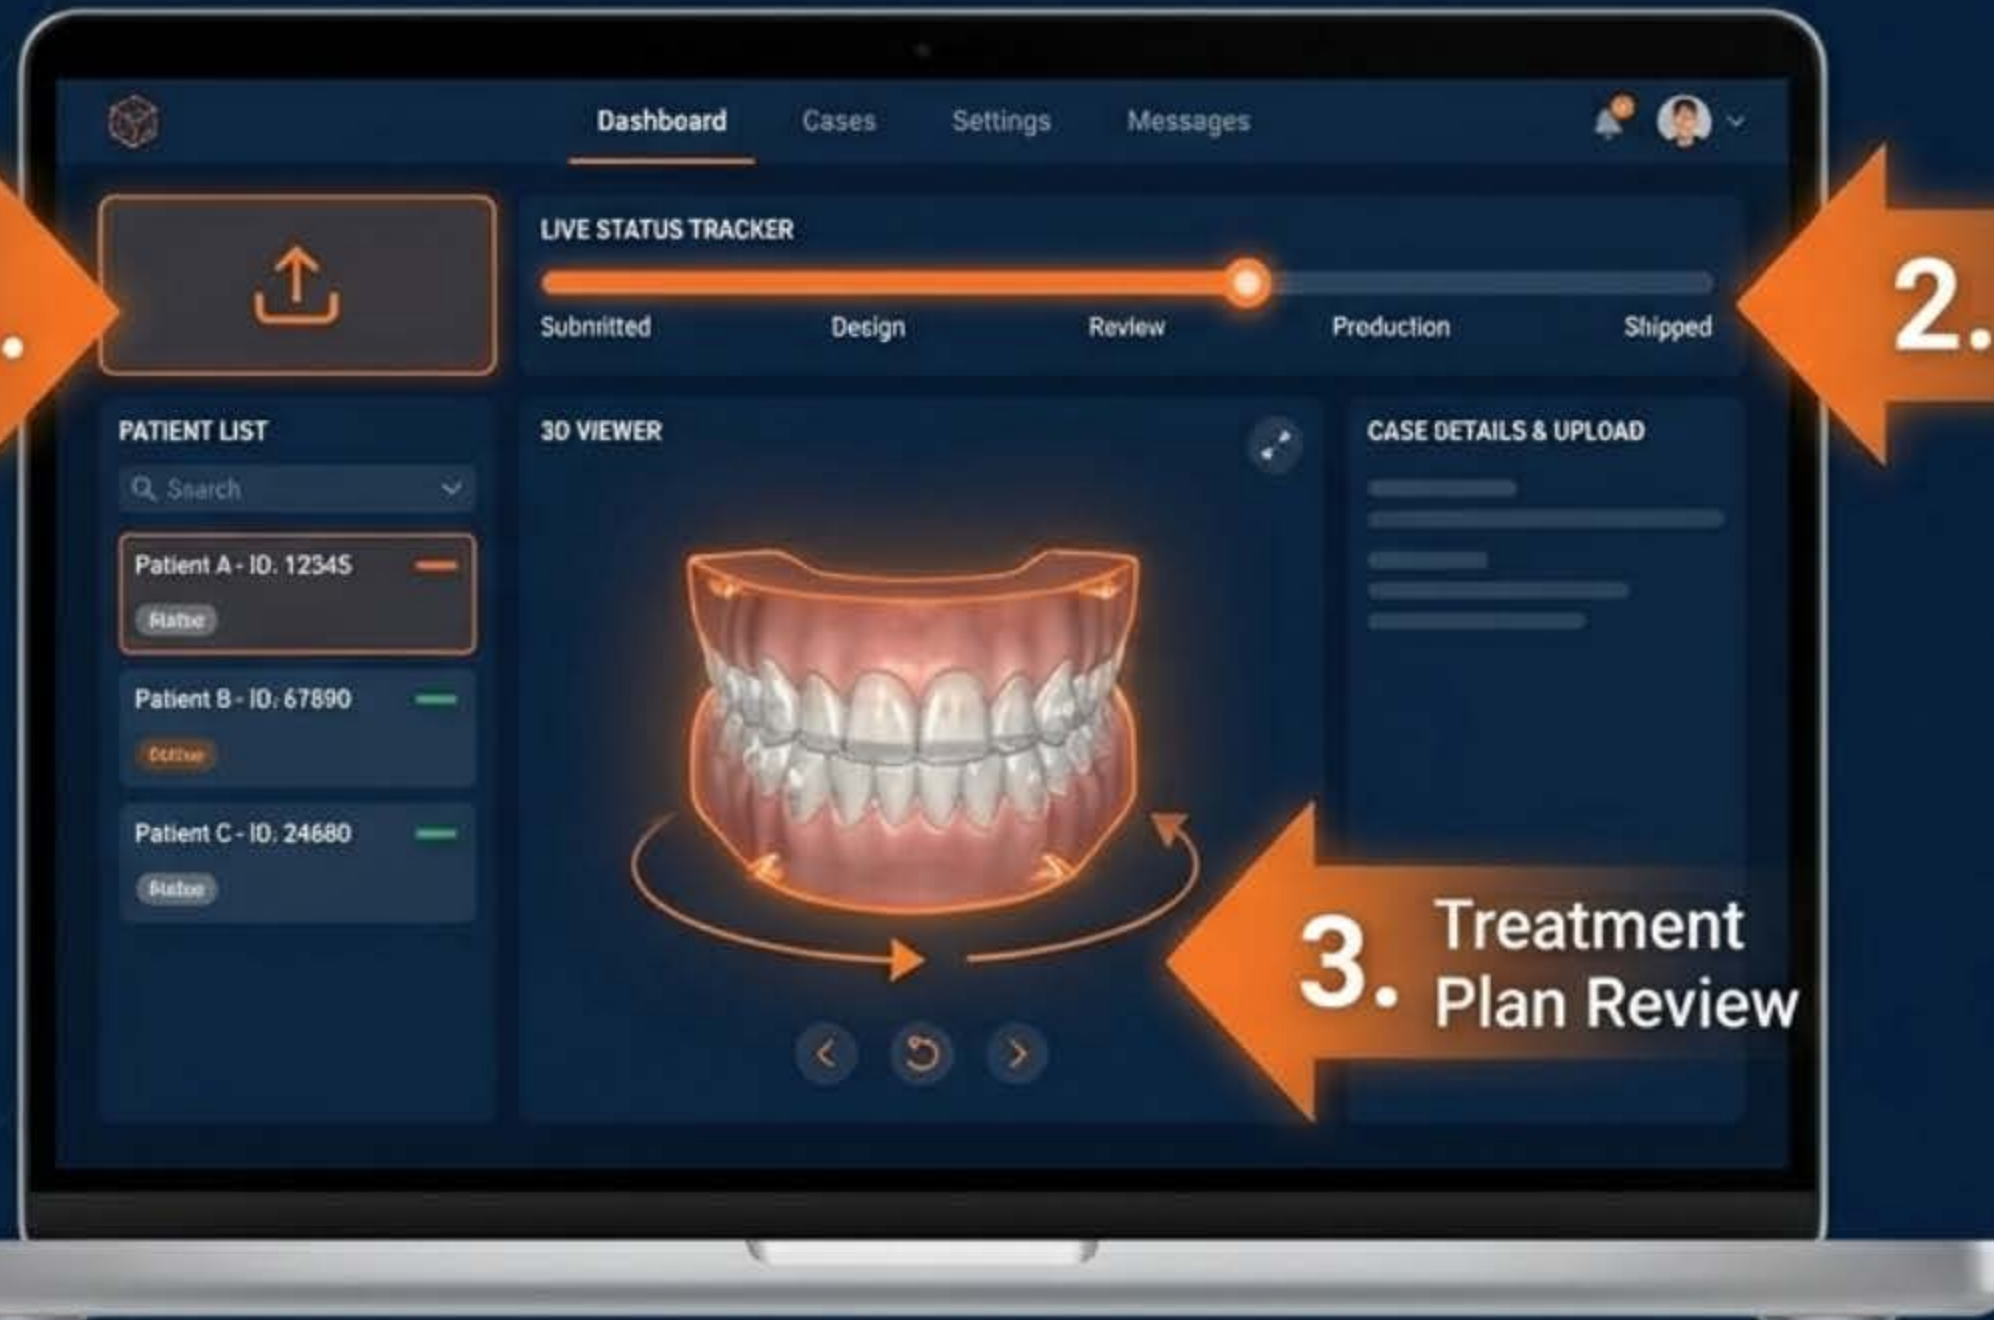 Dashboard Cases Settings Messages
LIVE STATUS TRACKER
Submitted Design Review Production Shipped
2.
PATIENT LIST
Search
Patient A - ID: 12345
Patient B - ID: 67890
Patient C - ID: 24680
3D VIEWER
CASE DETAILS & UPLOAD
3. Treatment
Plan Review